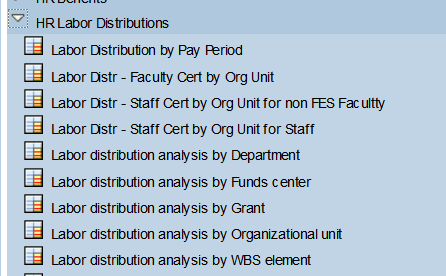 HR Benefits
HR Labor Distributions
Labor Distribution by Pay Period
Labor Distr - Faculty Cert by Org Unit
Labor Distr - Staff Cert by Org Unit for non FES Facultty
Labor Distr - Staff Cert by Org Unit for Staff
Labor distribution analysis by Department
Labor distribution analysis by Funds center
Labor distribution analysis by Grant
Labor distribution analysis by Organizational unit
Labor distribution analysis by WBS element